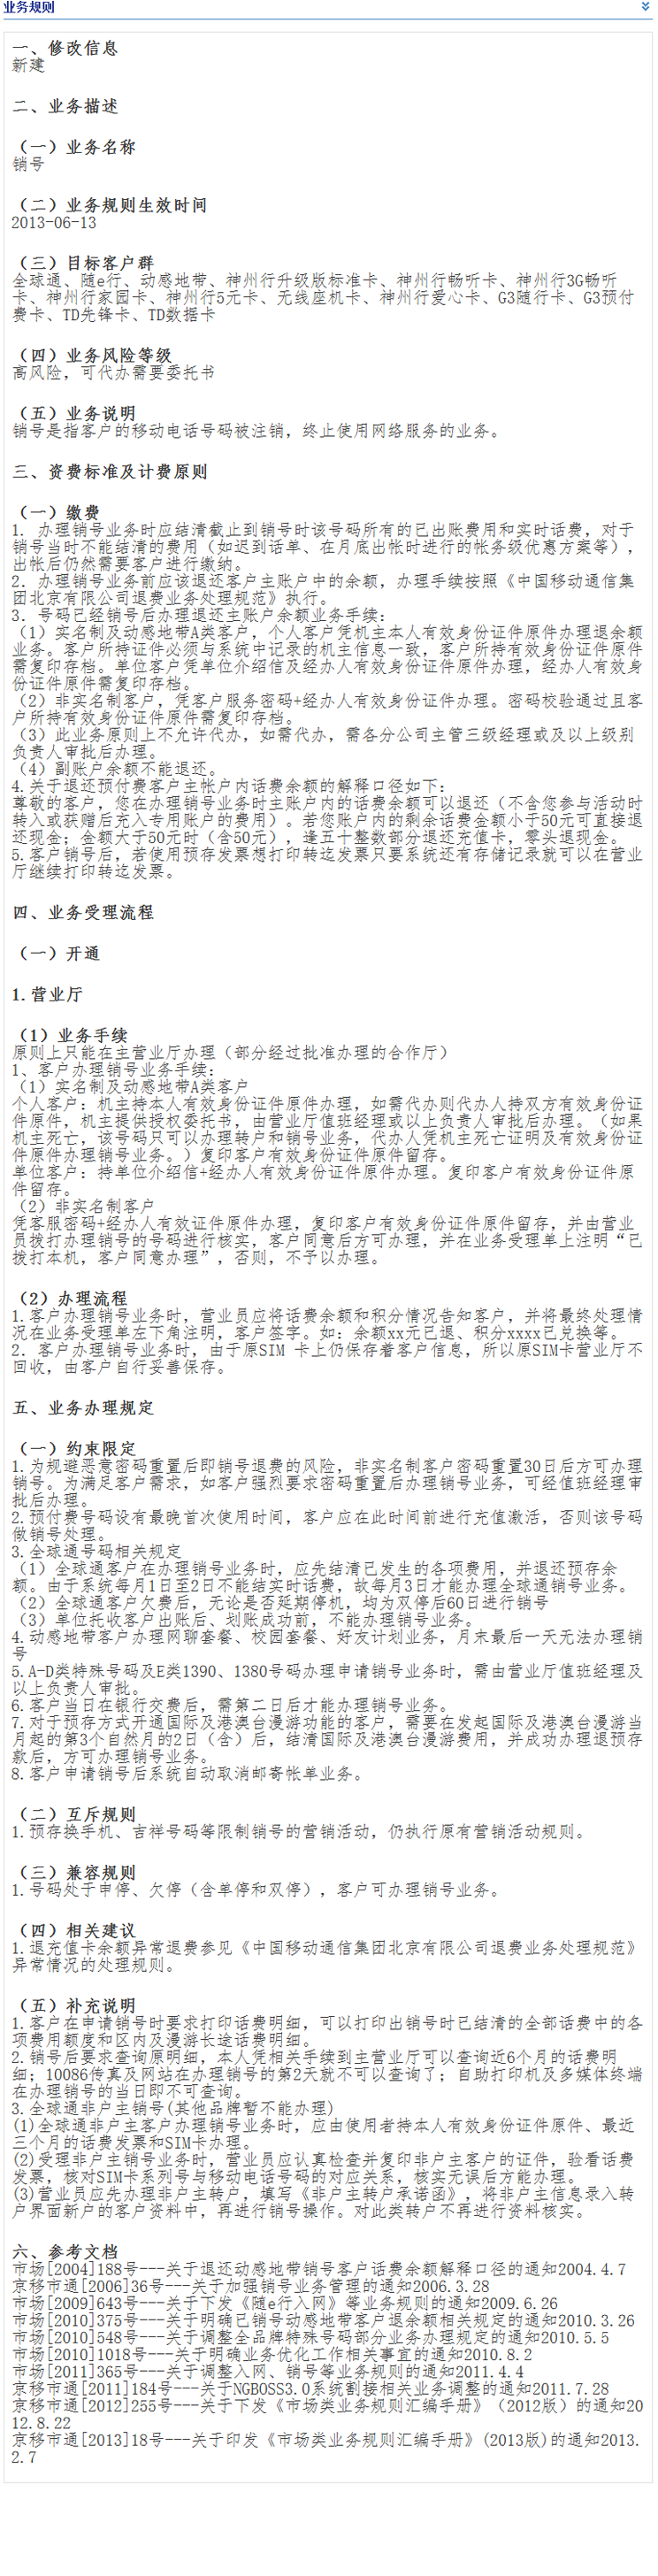 业务规则
一、修改信息
新建
二、业务描述
（一）业务名称
销号
（二）业务规则生效时间
2013-06-13
（三）目标客户群
全球通、随e行、动感地带、神州行升级版标准卡、神州行畅听卡、神州行3G畅听
卡、神州行家园卡、神州行5元卡、无线座机卡、神州行爱心卡、G3随行卡、G3预付
费卡、TD先锋卡、TD数据卡
（四）业务风险等级
高风险，可代办需要委托书
（五）业务说明
销号是指客户的移动电话号码被注销，终止使用网络服务的业务。
三、资费标准及计费原则
（一）缴费
1. 办理销号业务时应结清截止到销号时该号码所有的已出账费用和实时话费，对于
销号当时不能结清的费用（如迟到话单、在月底出帐时进行的帐务级优惠方案等），
出帐后仍然需要客户进行缴纳。
2．办理销号业务前应该退还客户主账户中的余额，办理手续按照《中国移动通信集
团北京有限公司退费业务处理规范》执行。
3．号码已经销号后办理退还主账户余额业务手续：
（1）实名制及动感地带A类客户，个人客户凭机主本人有效身份证件原件办理退余额
业务。客户所持证件必须与系统中记录的机主信息一致，客户所持有效身份证件原件
需复印存档。单位客户凭单位介绍信及经办人有效身份证件原件办理，经办人有效身
份证件原件需复印存档。
（2）非实名制客户，凭客户服务密码+经办人有效身份证件办理。密码校验通过且客
户所持有效身份证件原件需复印存档。
（3）此业务原则上不允许代办，如需代办，需各分公司主管三级经理或及以上级别
负责人审批后办理。
（4）副账户余额不能退还。
4.关于退还预付费客户主帐户内话费余额的解释口径如下：
尊敬的客户，您在办理销号业务时主账户内的话费余额可以退还（不含您参与活动时
转入或获赠后充入专用账户的费用）。若您账户内的剩余话费金额小于50元可直接退
还现金；金额大于50元时（含50元），逢五十整数部分退还充值卡，零头退现金。
5.客户销号后，若使用预存发票想打印转迄发票只要系统还有存储记录就可以在营业
厅继续打印转迄发票。
四、业务受理流程
（一）开通
1.营业厅
（1）业务手续
原则上只能在主营业厅办理（部分经过批准办理的合作厅）
1、客户办理销号业务手续：
（1）实名制及动感地带A类客户
个人客户：机主持本人有效身份证件原件办理，如需代办则代办人持双方有效身份证
件原件，机主提供授权委托书，由营业厅值班经理或以上负责人审批后办理。（如果
机主死亡，该号码只可以办理转户和销号业务，代办人凭机主死亡证明及有效身份证
件原件办理销号业务。）复印客户有效身份证件原件留存。
单位客户：持单位介绍信+经办人有效身份证件原件办理。复印客户有效身份证件原
件留存。
（2）非实名制客户
凭客服密码+经办人有效证件原件办理，复印客户有效身份证件原件留存，并由营业
员拨打办理销号的号码进行核实，客户同意后方可办理，并在业务受理单上注明“已
拨打本机，客户同意办理”，否则，不予以办理。
（2）办理流程
1.客户办理销号业务时，营业员应将话费余额和积分情况告知客户，并将最终处理情
况在业务受理单左下角注明，客户签字。如：余额xx元已退、积分xxxx已兑换等。
2．客户办理销号业务时，由于原SIM 卡上仍保存着客户信息，所以原SIM卡营业厅不
回收，由客户自行妥善保存。
五、业务办理规定
（一）约束限定
1.为规避恶意密码重置后即销号退费的风险，非实名制客户密码重置30日后方可办理
销号。为满足客户需求，如客户强烈要求密码重置后办理销号业务，可经值班经理审
批后办理。
2.预付费号码设有最晚首次使用时间，客户应在此时间前进行充值激活，否则该号码
做销号处理。
3.全球通号码相关规定
（1）全球通客户在办理销号业务时，应先结清已发生的各项费用，并退还预存余
额。由于系统每月1日至2日不能结实时话费，故每月3日才能办理全球通销号业务。
（2）全球通客户欠费后，无论是否延期停机，均为双停后60日进行销号
（3）单位托收客户出账后、划账成功前，不能办理销号业务。
4.动感地带客户办理网聊套餐、校园套餐、好友计划业务，月末最后一天无法办理销
号
5.A-D类特殊号码及E类1390、1380号码办理申请销号业务时，需由营业厅值班经理及
以上负责人审批。
6.客户当日在银行交费后，需第二日后才能办理销号业务。
7.对于预存方式开通国际及港澳台漫游功能的客户，需要在发起国际及港澳台漫游当
月起的第3个自然月的2日（含）后，结清国际及港澳台漫游费用，并成功办理退预存
款后，方可办理销号业务。
8.客户申请销号后系统自动取消邮寄帐单业务。
（二）互斥规则
1.预存换手机、吉祥号码等限制销号的营销活动，仍执行原有营销活动规则。
（三）兼容规则
1.号码处于申停、欠停（含单停和双停），客户可办理销号业务。
（四）相关建议
1.退充值卡余额异常退费参见《中国移动通信集团北京有限公司退费业务处理规范》
异常情况的处理规则。
（五）补充说明
1.客户在申请销号时要求打印话费明细，可以打印出销号时已结清的全部话费中的各
项费用额度和区内及漫游长途话费明细。
2.销号后要求查询原明细，本人凭相关手续到主营业厅可以查询近6个月的话费明
细；10086传真及网站在办理销号的第2天就不可以查询了；自助打印机及多媒体终端
在办理销号的当日即不可查询。
3.全球通非户主销号(其他品牌暂不能办理)
(1)全球通非户主客户办理销号业务时，应由使用者持本人有效身份证件原件、最近
三个月的话费发票和SIM卡办理。
(2)受理非户主销号业务时，营业员应认真检查并复印非户主客户的证件，验看话费
发票，核对SIM卡系列号与移动电话号码的对应关系，核实无误后方能办理。
(3)营业员应先办理非户主转户，填写《非户主转户承诺函》，将非户主信息录入转
户界面新户的客户资料中，再进行销号操作。对此类转户不再进行资料核实。
六、参考文档
市场[2004]188号---关于退还动感地带销号客户话费余额解释口径的通知2004.4.7
京移市通[2006]36号---关于加强销号业务管理的通知2006.3.28
市场[2009]643号---关于下发《随e行入网》等业务规则的通知2009.6.26
市场[2010]375号---关于明确已销号动感地带客户退余额相关规定的通知2010.3.26
市场[2010]548号---关于调整全品牌特殊号码部分业务办理规定的通知2010.5.5
市场[2010]1018号---关于明确业务优化工作相关事宜的通知2010.8.2
市场[2011]365号---关于调整入网、销号等业务规则的通知2011.4.4
京移市通[2011]184号---关于NGBOSS3.0系统割接相关业务调整的通知2011.7.28
京移市通[2012]255号---关于下发《市场类业务规则汇编手册》（2012版）的通知20
12.8.22
京移市通[2013]18号---关于印发《市场类业务规则汇编手册》(2013版)的通知2013.
2.7